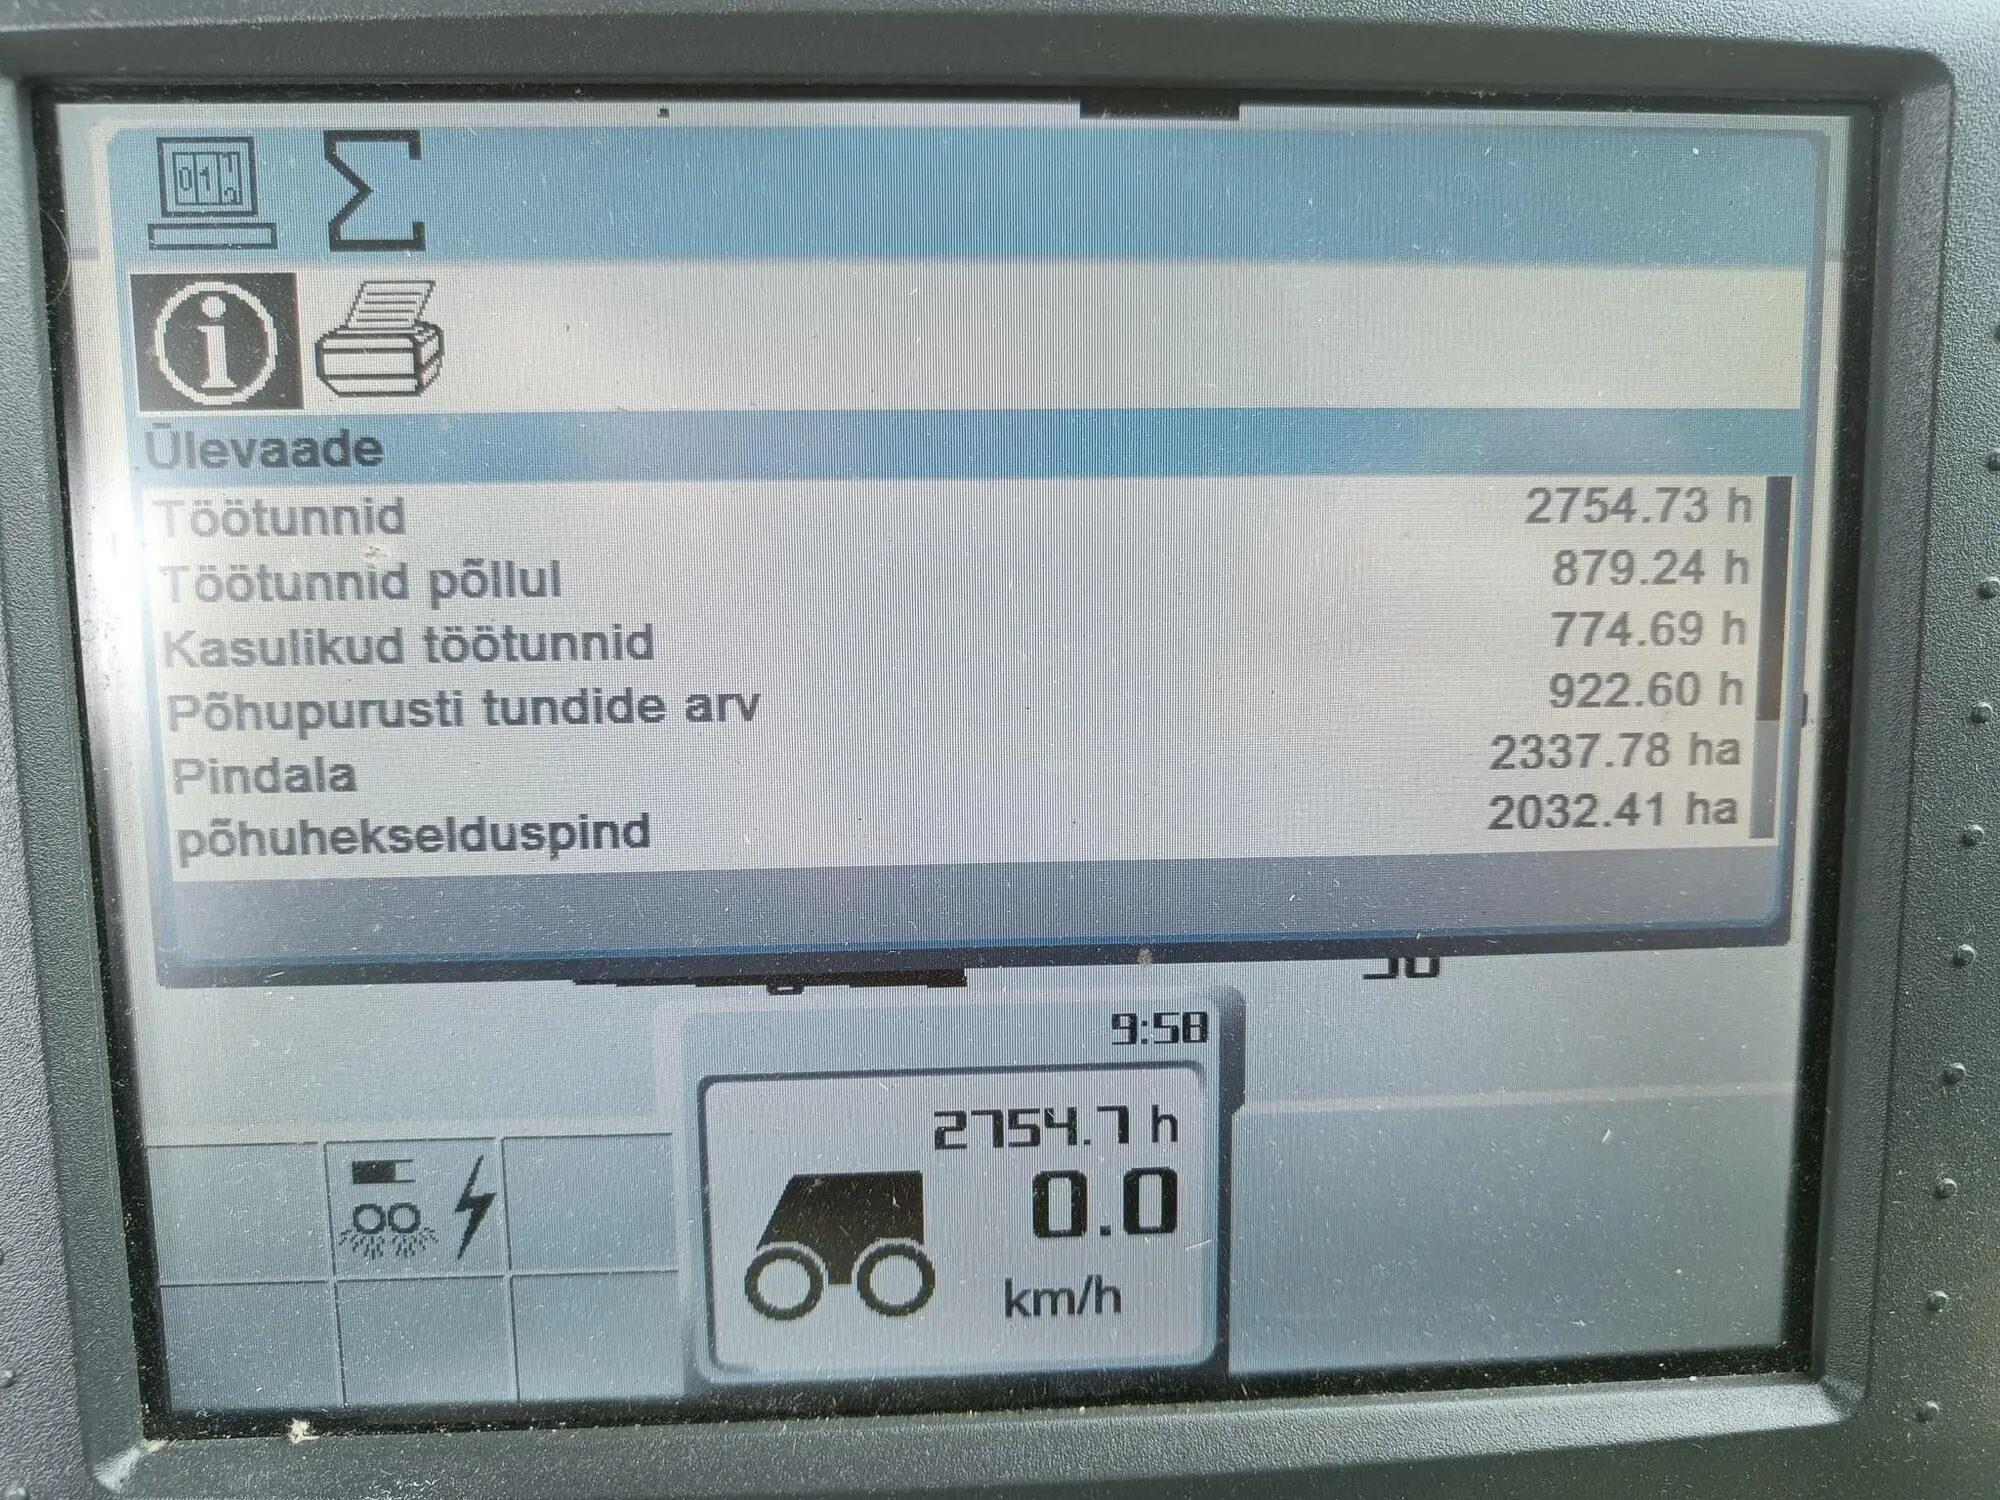 Σ
Ülevaade
Töötunnid 2754.73 h
Töötunnid põllul 879.24 h
Kasulikud töötunnid 774.69 h
Põhupurusti tundide arv 922.60 h
Pindala 2337.78 ha
põhuhekselduspind 2032.41 ha
9:58
2754.7 h
0.0
km/h